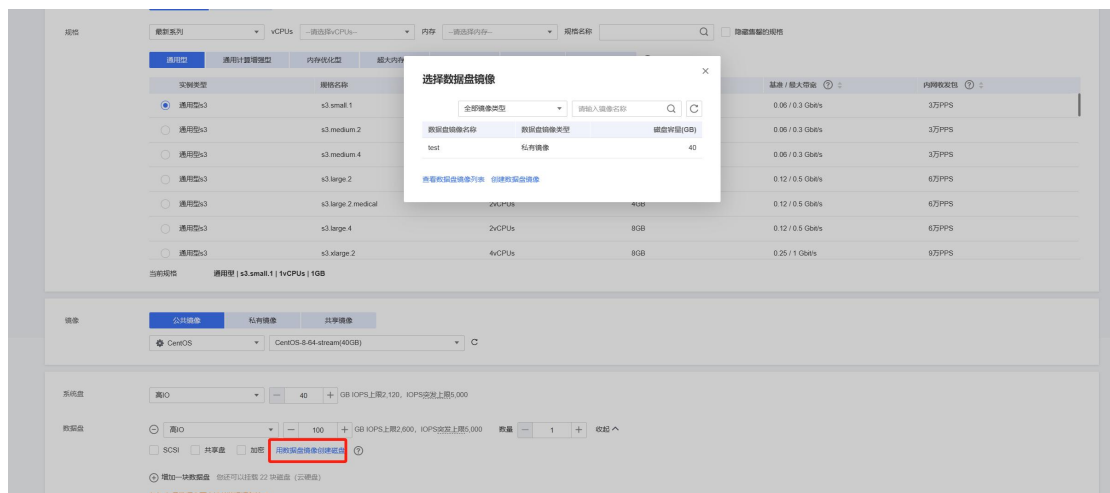 规格 最新系列 vCPUs --请选择vCPUs-- 内存 --请选择内存-- 规格名称 隐藏售罄的规格
通用型 通用计算增强型 内存优化型 超大内存
选择数据盘镜像
全部镜像类型 请输入镜像名称
数据盘镜像名称 数据盘镜像类型 磁盘容量(GB)
test 私有镜像 40
查看数据盘镜像列表 创建数据盘镜像
实例类型 规格名称 基准 / 最大带宽 内网收发包
通用型s3 s3.small.1 0.06 / 0.3 Gbit/s 3万PPS
通用型s3 s3.medium.2 0.06 / 0.3 Gbit/s 3万PPS
通用型s3 s3.medium.4 0.06 / 0.3 Gbit/s 3万PPS
通用型s3 s3.large.2 0.12 / 0.5 Gbit/s 6万PPS
通用型s3 s3.large.2.medical 2vCPUs 4GB 0.12 / 0.5 Gbit/s 6万PPS
通用型s3 s3.large.4 2vCPUs 8GB 0.12 / 0.5 Gbit/s 6万PPS
通用型s3 s3.xlarge.2 4vCPUs 8GB 0.25 / 1 Gbit/s 9万PPS
当前规格 通用型 | s3.small.1 | 1vCPUs | 1GB
镜像 公共镜像 私有镜像 共享镜像
CentOS CentOS-8-64-stream(40GB)
系统盘 高IO 40 GB IOPS上限2,120，IOPS突发上限5,000
数据盘 高IO 100 GB IOPS上限2,600，IOPS突发上限5,000 数量 1 收起
SCSI 共享盘 加密 用数据盘镜像创建磁盘
增加一块数据盘 您还可以挂载 22 块磁盘（云硬盘）